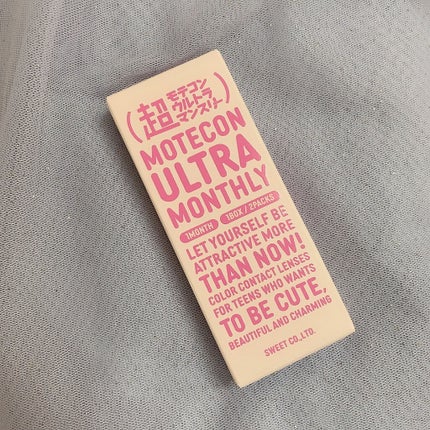 (超モテコン
ウルトラ
マンスリー)
MOTECON
ULTRA
MONTHLY
1MONTH 1BOX / 2PACKS
LET YOURSELF BE
ATTRACTIVE MORE
THAN NOW!
COLOR CONTACT LENSES
FOR TEENS WHO WANTS
TO BE CUTE,
BEAUTIFUL AND CHARMING
SWEET CO.,LTD.